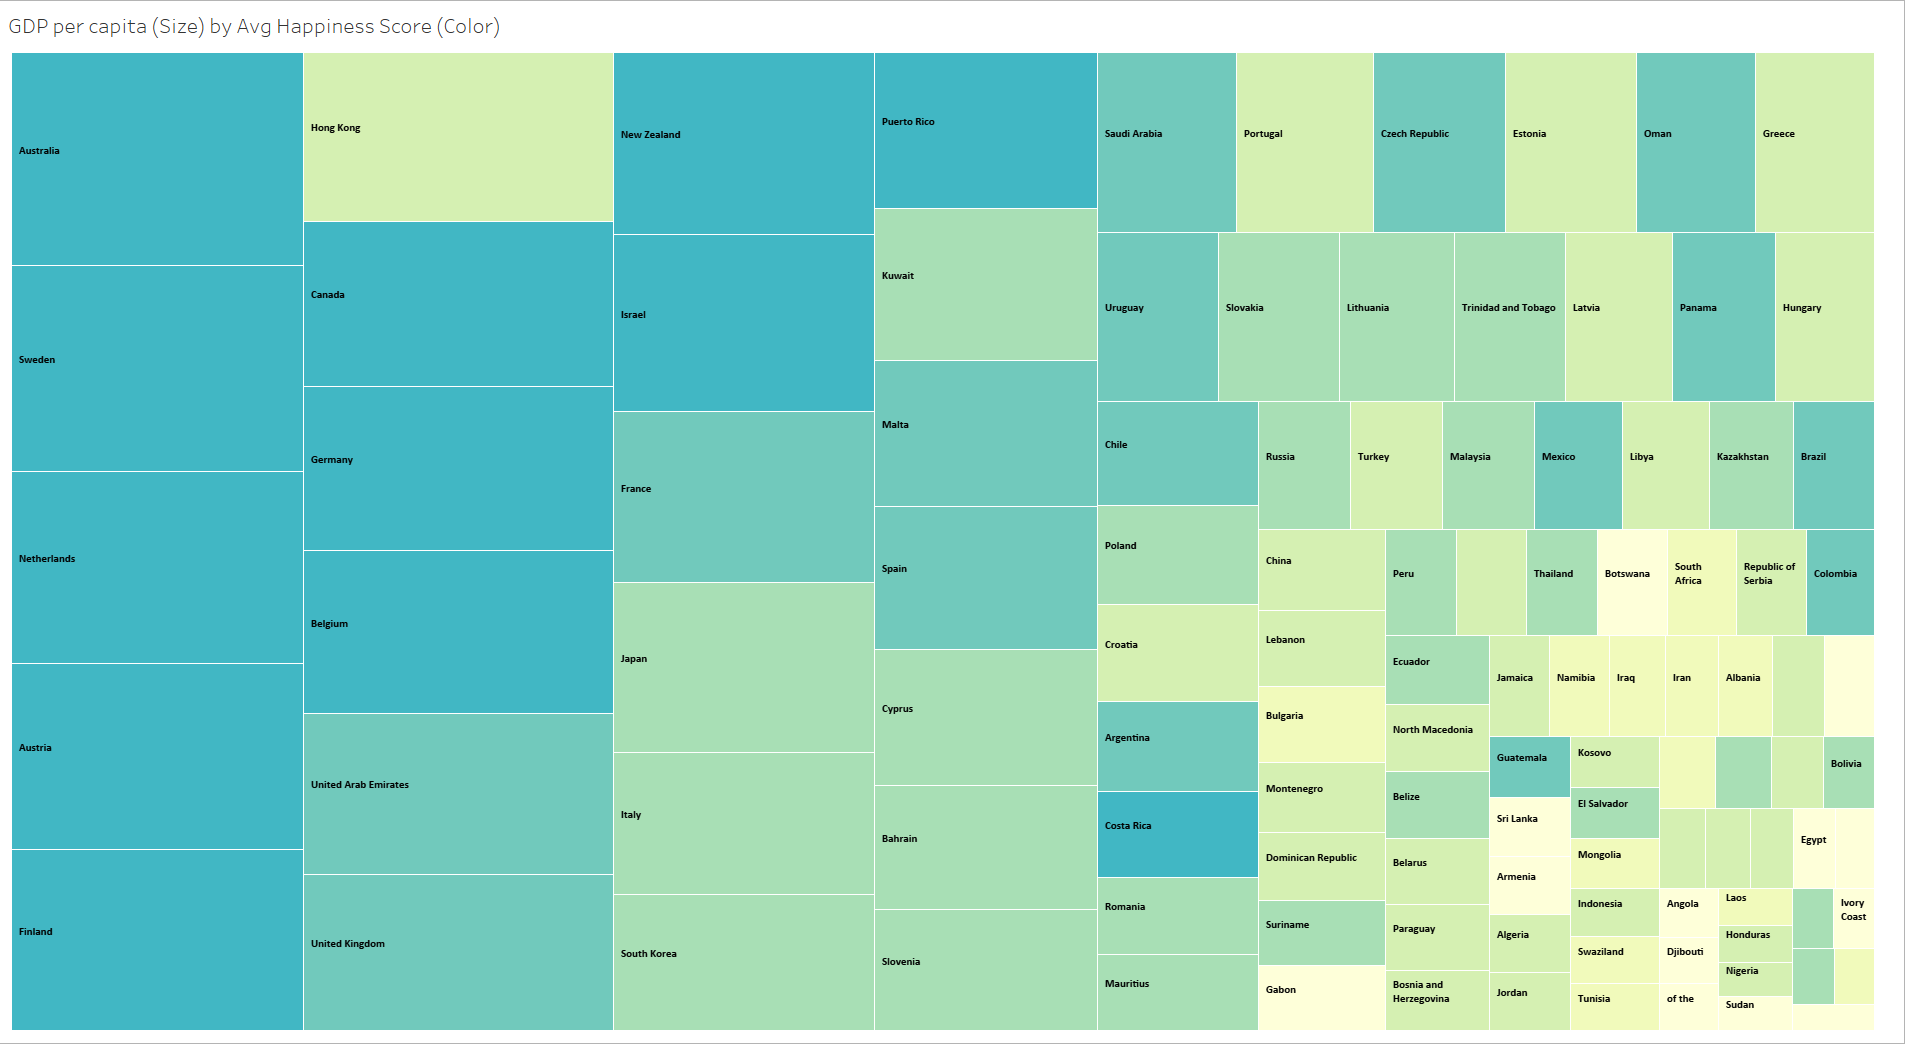 GDP per capita (Size) by Avg Happiness Score (Color)
Australia
Sweden
Netherlands
Austria
Finland
Hong Kong
Canada
Germany
Belgium
United Arab Emirates
United Kingdom
New Zealand
Israel
France
Japan
Italy
South Korea
Puerto Rico
Kuwait
Malta
Spain
Cyprus
Bahrain
Slovenia
Saudi Arabia
Portugal
Czech Republic
Estonia
Oman
Greece
Uruguay
Slovakia
Lithuania
Trinidad and Tobago
Latvia
Panama
Hungary
Chile
Poland
Croatia
Argentina
Costa Rica
Romania
Mauritius
Russia
Turkey
Malaysia
Mexico
Libya
Kazakhstan
Brazil
China
Lebanon
Bulgaria
Montenegro
Dominican Republic
Suriname
Gabon
Peru
Thailand
Botswana
South
Africa
Republic of
Serbia
Colombia
Ecuador
North Macedonia
Belize
Belarus
Paraguay
Bosnia and
Herzegovina
Jamaica
Namibia
Iraq
Iran
Albania
Guatemala
Sri Lanka
Armenia
Algeria
Jordan
Kosovo
El Salvador
Mongolia
Indonesia
Swaziland
Tunisia
Bolivia
Egypt
Angola
Djibouti
of the
Laos
Honduras
Nigeria
Sudan
Ivory
Coast